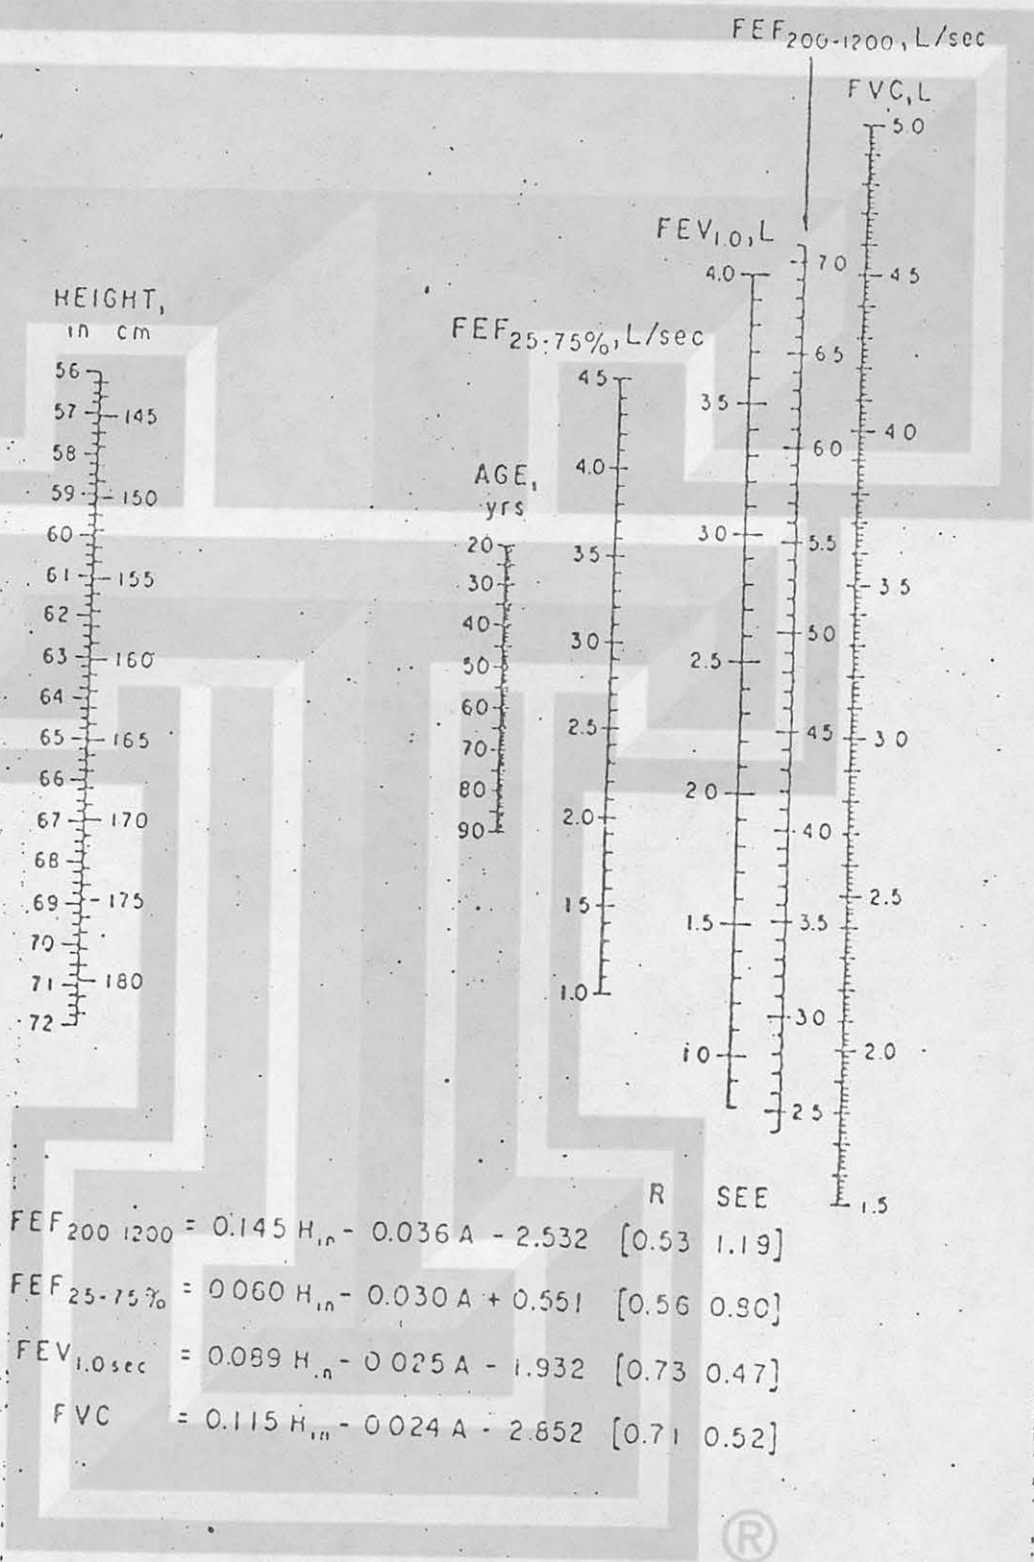 FEF200-1200, L/sec
FVC, L
5.0
FEV1.0, L
4.0 7.0 4.5
HEIGHT,
in cm
FEF25-75%, L/sec
56 4.5 6.5
57 145 3.5
58 6.0 4.0
AGE, 4.0
yrs
59 150
60 3.0
20 3.5 5.5
61 155 30 3.5
62 40 5.0
63 160 50 3.0 2.5
64 60
65 165 2.5 4.5 3.0
66 70
80 2.0
67 170 90 2.0 4.0
68
69 175 1.5 2.5
70 1.5 3.5
71 180 1.0
72 3.0
1.0 2.0
2.5
R SEE
1.5
FEF200 1200 = 0.145 Hin - 0.036 A - 2.532 [0.53 1.19]
FEF25-75% = 0060 Hin - 0.030 A + 0.551 [0.56 0.80]
FEV1.0sec = 0.089 H.n - 0 025 A - 1.932 [0.73 0.47]
FVC = 0.115 Hin - 0 024 A - 2.852 [0.71 0.52]
®